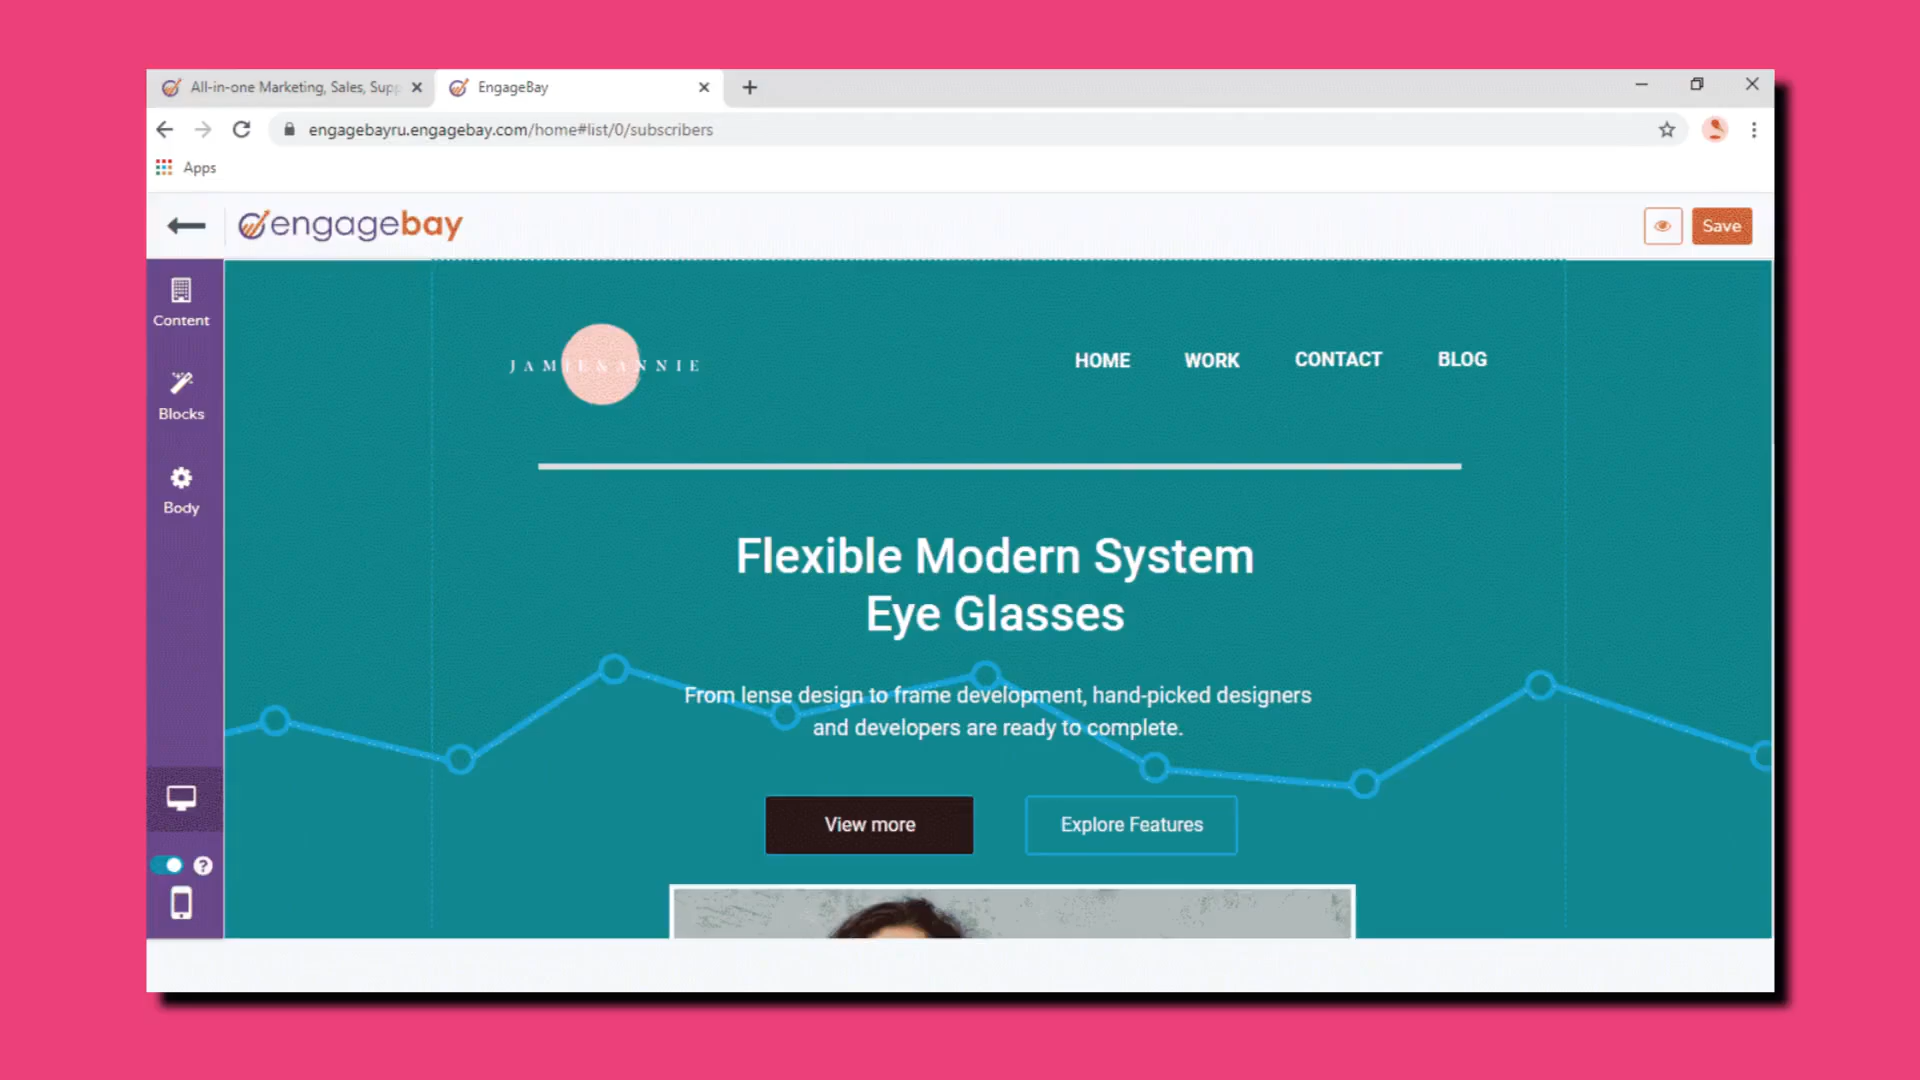 All-in-one Marketing, Sales, Supp
EngageBay
engagebayru.engagebay.com/home#list/0/subscribers
Apps
engagebay
Save
Content
Blocks
Body
JAMIE&ANNIE
HOME WORK CONTACT BLOG
Flexible Modern System
Eye Glasses
From lense design to frame development, hand-picked designers
and developers are ready to complete.
View more
Explore Features
?